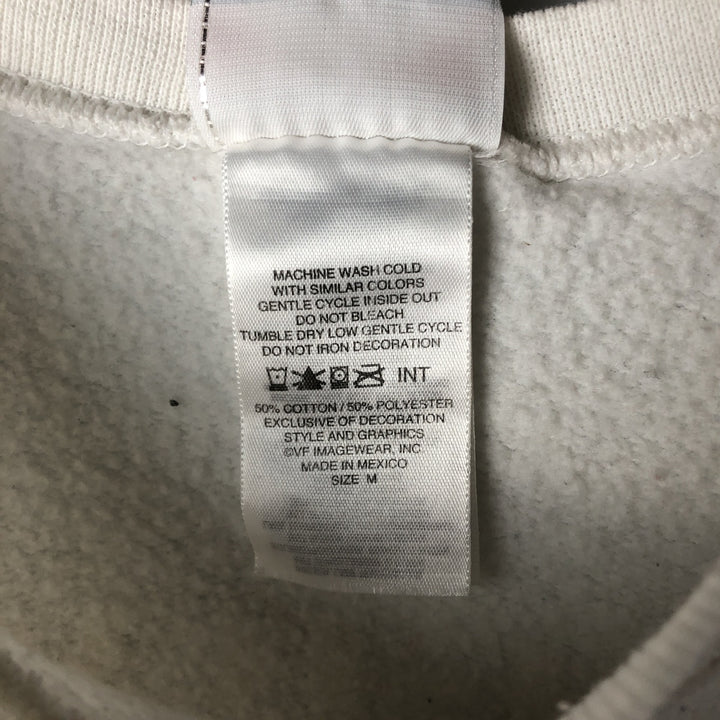 MACHINE WASH COLD
WITH SIMILAR COLORS
GENTLE CYCLE INSIDE OUT
DO NOT BLEACH
TUMBLE DRY LOW GENTLE CYCLE
DO NOT IRON DECORATION
INT
50% COTTON / 50% POLYESTER
EXCLUSIVE OF DECORATION
STYLE AND GRAPHICS
©VF IMAGEWEAR, INC.
MADE IN MEXICO
SIZE M